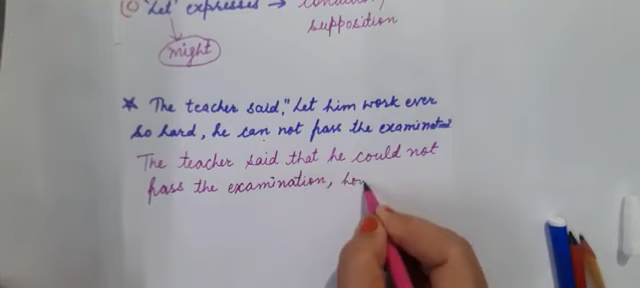 (C) 'Let' expresses →
supposition
might
* The teacher said, "Let him work ever
so hard, he can not pass the examination
The teacher said that he could not
pass the examination, how